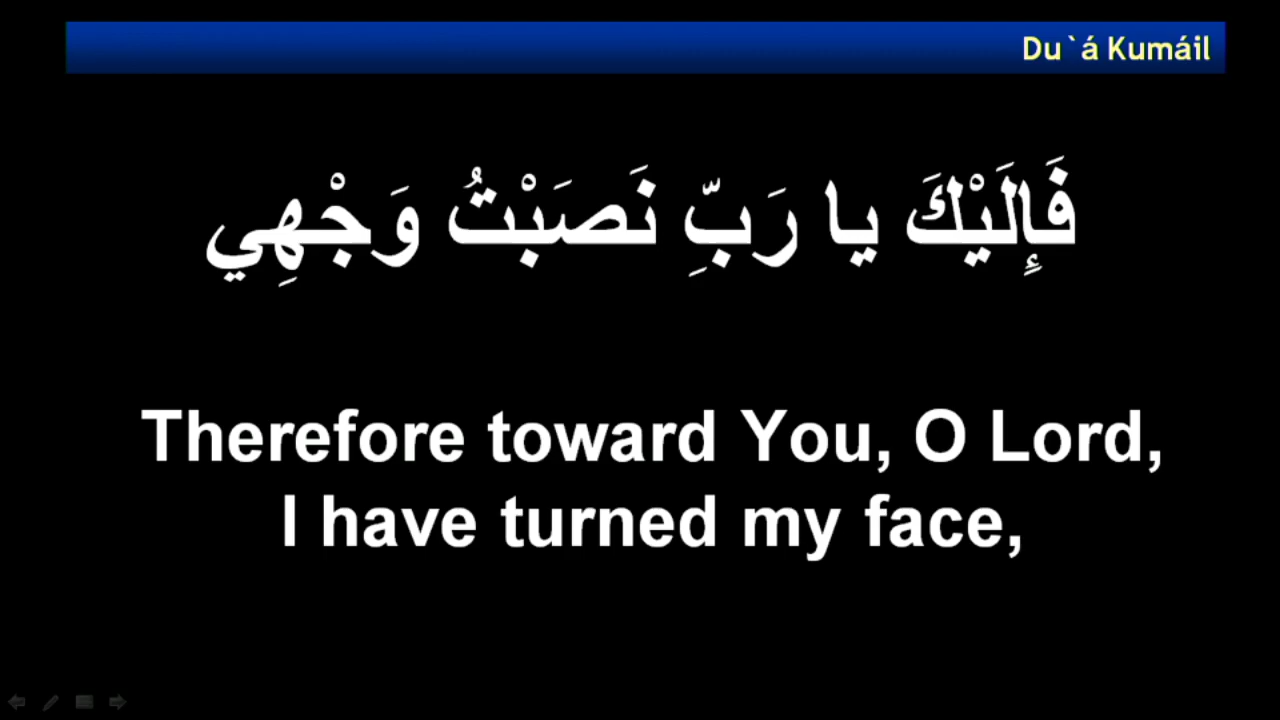 Du`á Kumáil
فَإِلَيْكَ يا رَبِّ نَصَبْتُ وَجْهِي
Therefore toward You, O Lord,
I have turned my face,